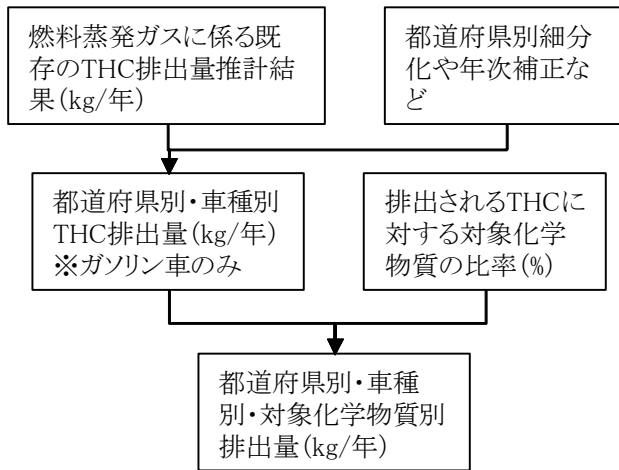 燃料蒸発ガスに係る既
存のTHC排出量推計結
果(kg/年)
都道府県別細分
化や年次補正な
ど
都道府県別・車種別
THC排出量(kg/年)
※ガソリン車のみ
排出されるTHCに
対する対象化学
物質の比率(%)
都道府県別・車種
別・対象化学物質別
排出量(kg/年)